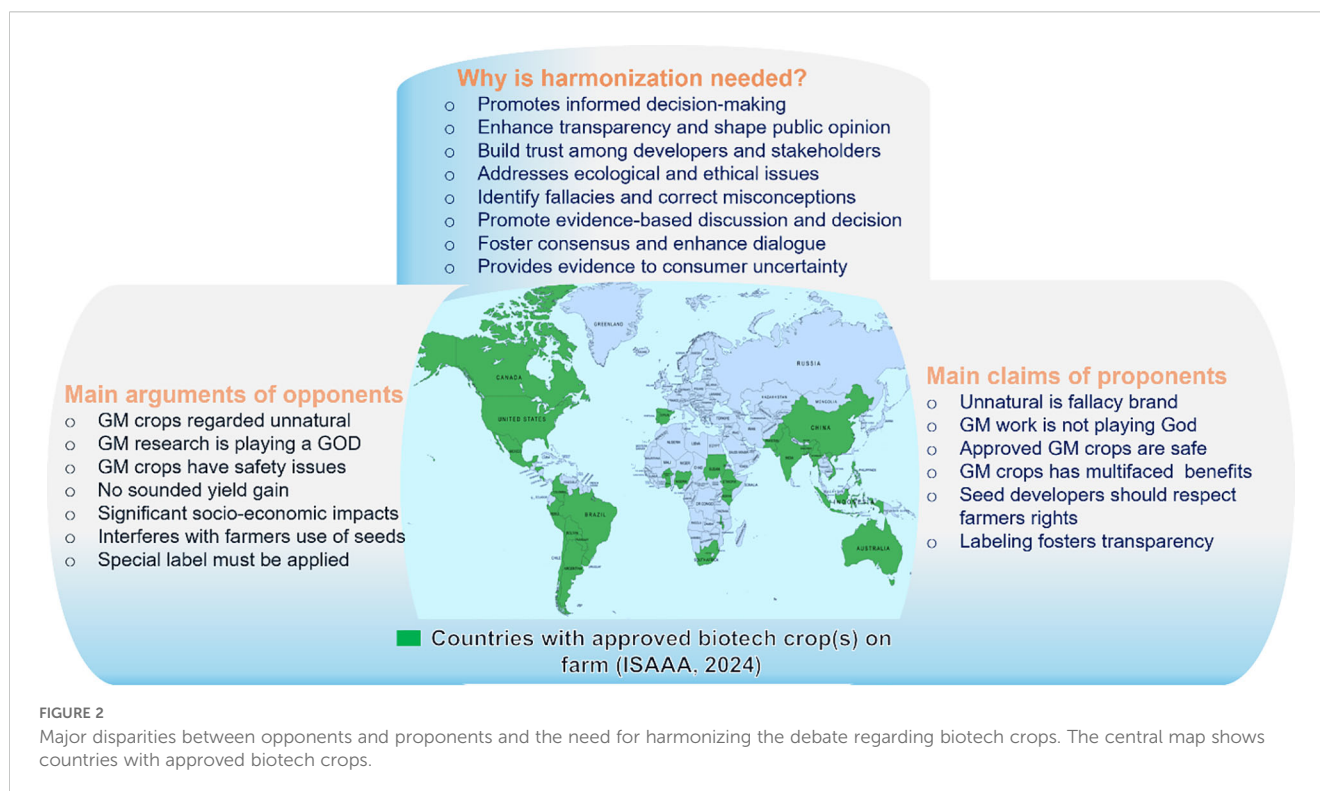 Why is harmonization needed?
o Promotes informed decision-making
o Enhance transparency and shape public opinion
o Build trust among developers and stakeholders
o Addresses ecological and ethical issues
o Identify fallacies and correct misconceptions
o Promote evidence-based discussion and decision
o Foster consensus and enhance dialogue
o Provides evidence to consumer uncertainty
Main arguments of opponents
o GM crops regarded unnatural
o GM research is playing a GOD
o GM crops have safety issues
o No sounded yield gain
o Significant socio-economic impacts
o Interferes with farmers use of seeds
o Special label must be applied
GREENLAND
RUSSIA
CANADA
UNITED STATES
MONGOLIA
KAZAKHSTAN
CHINA
BRAZIL
AUSTRALIA
Main claims of proponents
o Unnatural is fallacy brand
o GM work is not playing God
o Approved GM crops are safe
o GM crops has multifaced benefits
o Seed developers should respect
farmers rights
o Labeling fosters transparency
Countries with approved biotech crop(s) on
farm (ISAAA, 2024)
FIGURE 2
Major disparities between opponents and proponents and the need for harmonizing the debate regarding biotech crops. The central map shows
countries with approved biotech crops.